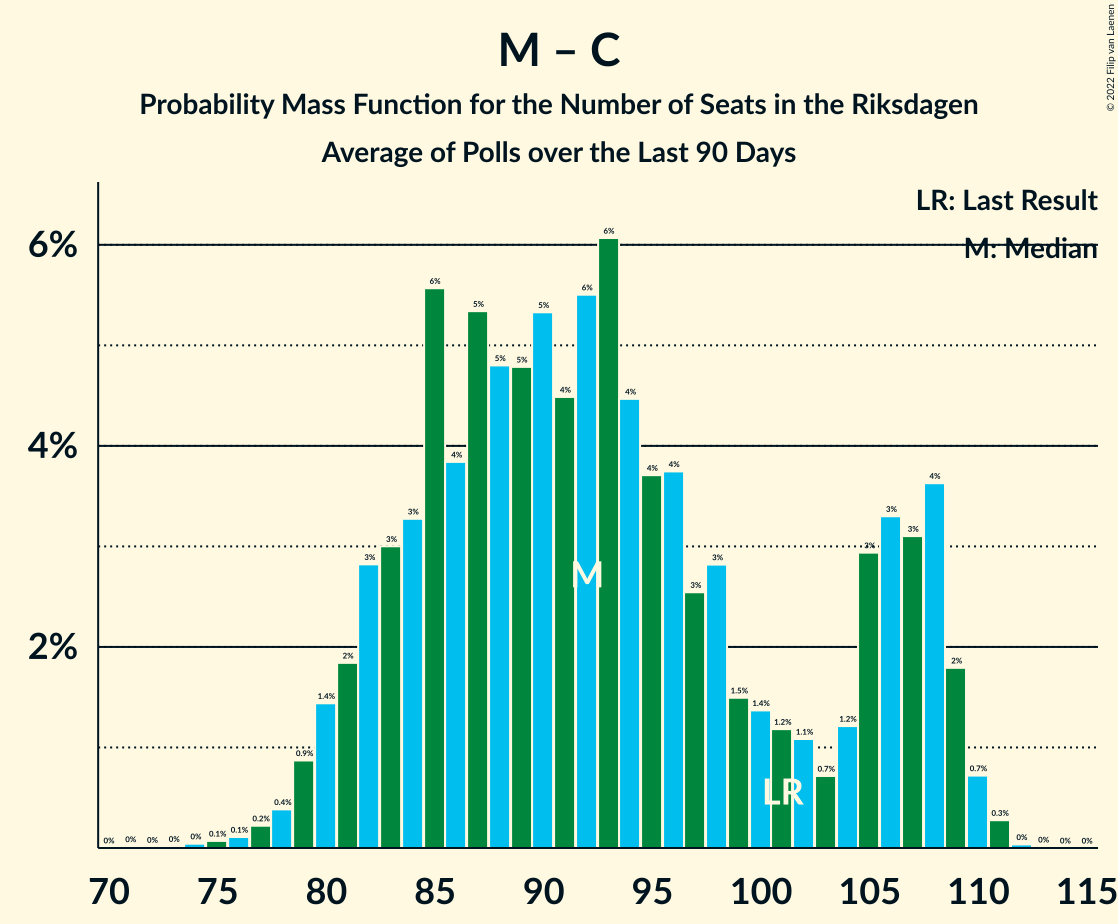 © 2022 Filip van Laenen
M – C
Probability Mass Function for the Number of Seats in the Riksdagen
Average of Polls over the Last 90 Days
LR: Last Result
M: Median
6%
4%
2%
0% 0% 0% 0% 0% 0.1% 0.1% 0.2% 0.4% 0.9% 1.4% 2% 3% 3% 3% 6% 4% 5% 5% 5% 5% 4% 6% 6% 4% 4% 4% 3% 3% 1.5% 1.4% 1.2% 1.1% 0.7% 1.2% 3% 3% 3% 4% 2% 0.7% 0.3% 0% 0% 0% 0%
M
LR
70 75 80 85 90 95 100 105 110 115